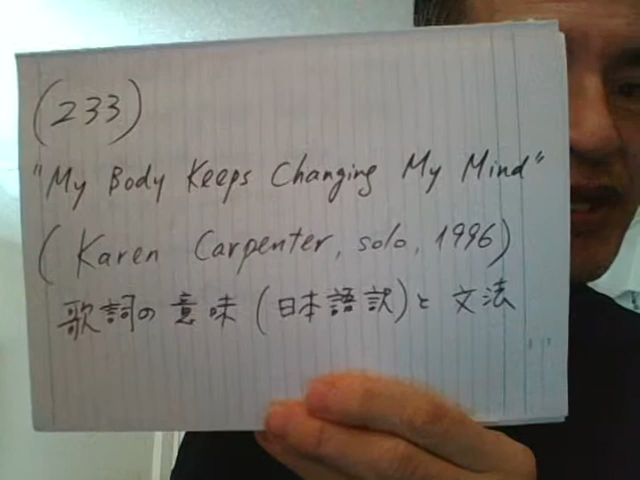 (233)
"My Body Keeps Changing My Mind"
(Karen Carpenter, solo, 1996)
歌詞の意味(日本語訳)と文法